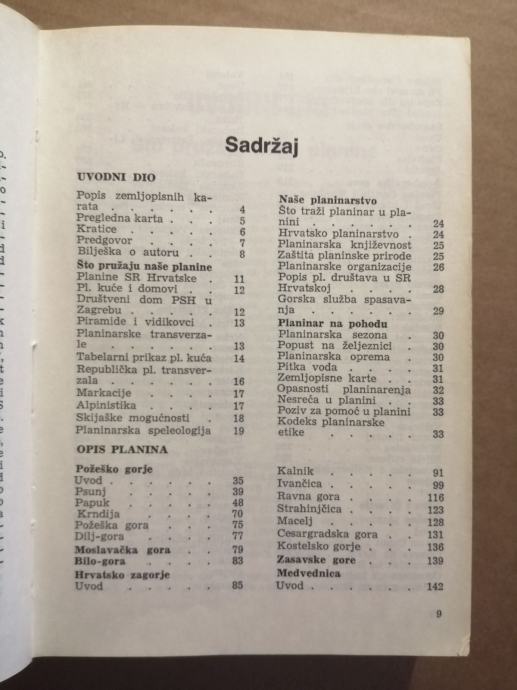 Sadržaj
UVODNI DIO
Popis zemljopisnih ka-
rata . . . . . . 4
Pregledna karta . . . 5
Kratice . . . . . 6
Predgovor . . . . 7
Bilješka o autoru . . . 8
Što pružaju naše planine
Planine SR Hrvatske . 11
Pl. kuće i domovi . . 12
Društveni dom PSH u
Zagrebu . . . . . 12
Piramide i vidikovci . . 13
Planinarske transverza-
le . . . . . . 13
Tabelarni prikaz pl. kuća 14
Republička pl. transver-
zala . . . . . . 16
Markacije . . . . 17
Alpinistika . . . . 17
Skijaške mogućnosti . . 18
Planinarska speleologija 19
Naše planinarstvo
Što traži planinar u pla-
nini . . . . . . 24
Hrvatsko planinarstvo . 24
Planinarska književnost 25
Zaštita planinske prirode 25
Planinarske organizacije 26
Popis pl. društava u SR
Hrvatskoj . . . . 28
Gorska služba spasava-
nja . . . . . . 29
Planinar na pohodu
Planinarska sezona . . 30
Popust na željeznici . . 30
Planinarska oprema . . 30
Pitka voda . . . . 31
Zemljopisne karte . . 31
Opasnosti planinarenja 32
Nesreća u planini . . 33
Poziv za pomoć u planini 33
Kodeks planinarske
etike . . . . . 33
OPIS PLANINA
Požeško gorje
Uvod . . . . . 35
Psunj . . . . . 39
Papuk . . . . . 48
Krndija . . . . . 70
Požeška gora . . . 75
Dilj-gora . . . . 77
Moslavačka gora . . 79
Bilo-gora . . . . 83
Hrvatsko zagorje
Uvod . . . . . 85
Kalnik . . . . . 91
Ivančica . . . . . 99
Ravna gora . . . . 116
Strahinjčica . . . . 123
Macelj . . . . . 128
Cesargradska gora . . 131
Kostelsko gorje . . . 136
Zasavske gore . . . 139
Medvednica
Uvod . . . . . 142
9